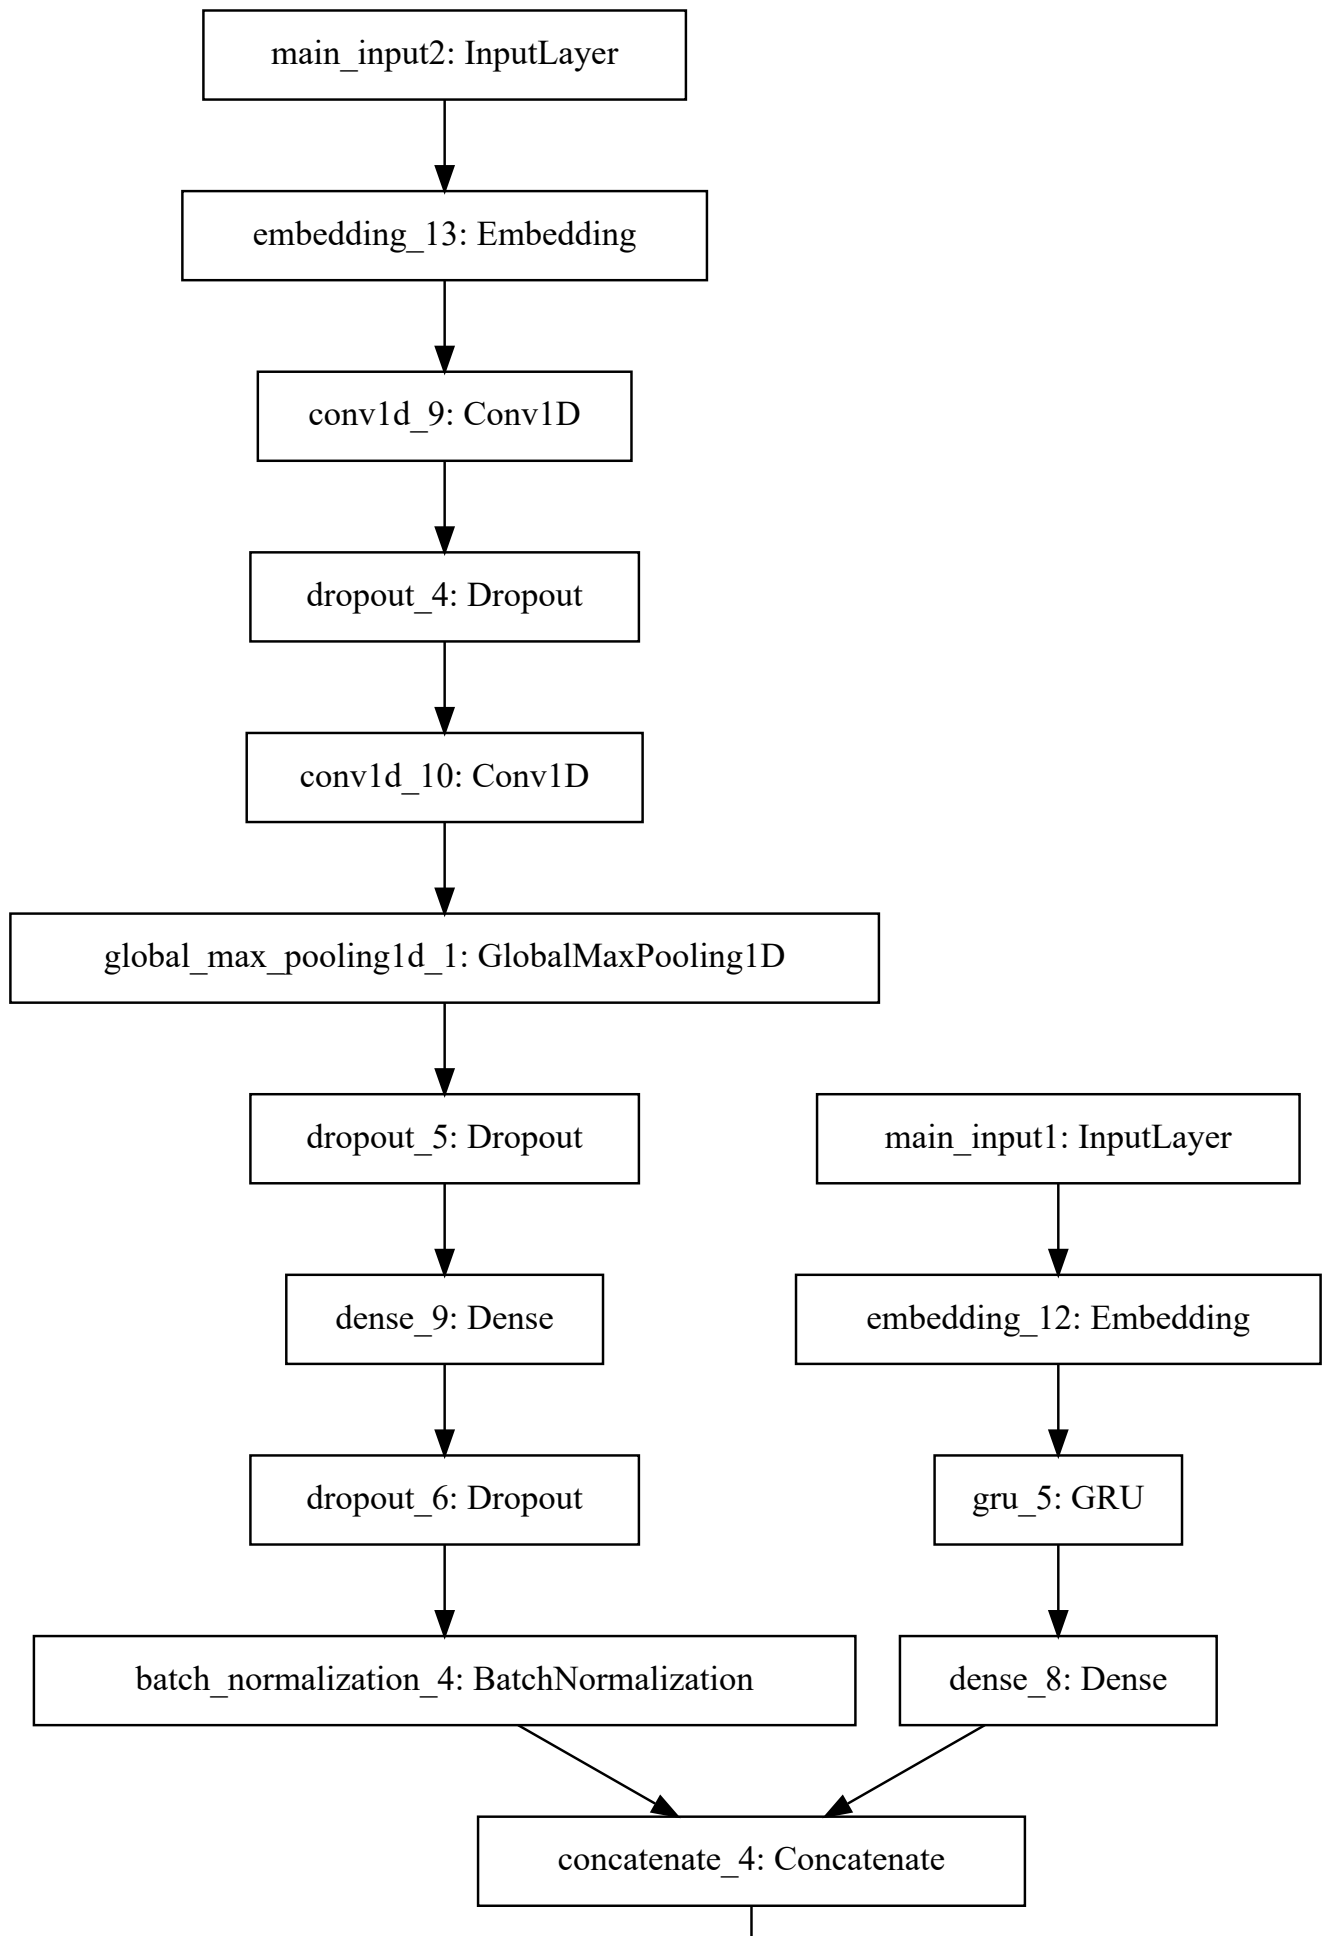 main_input2: InputLayer
embedding_13: Embedding
conv1d_9: Conv1D
dropout_4: Dropout
conv1d_10: Conv1D
global_max_pooling1d_1: GlobalMaxPooling1D
dropout_5: Dropout
main_input1: InputLayer
dense_9: Dense
embedding_12: Embedding
dropout_6: Dropout
gru_5: GRU
batch_normalization_4: BatchNormalization
dense_8: Dense
concatenate_4: Concatenate